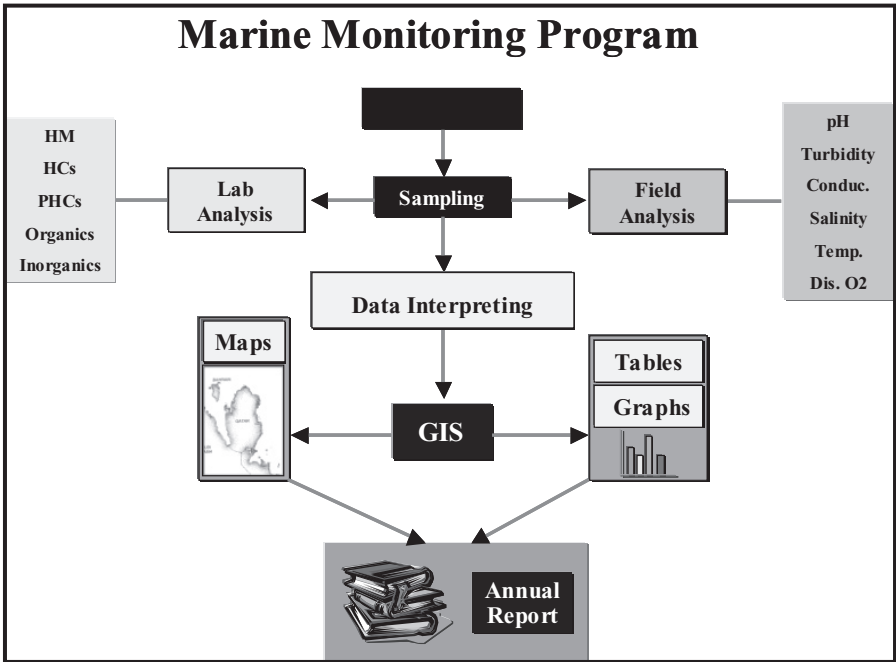 Marine Monitoring Program
HM
HCs
PHCs
Organics
Inorganics
Lab
Analysis
Sampling
Field
Analysis
pH
Turbidity
Conduc.
Salinity
Temp.
Dis. O2
Data Interpreting
Maps
Tables
Graphs
GIS
Annual
Report